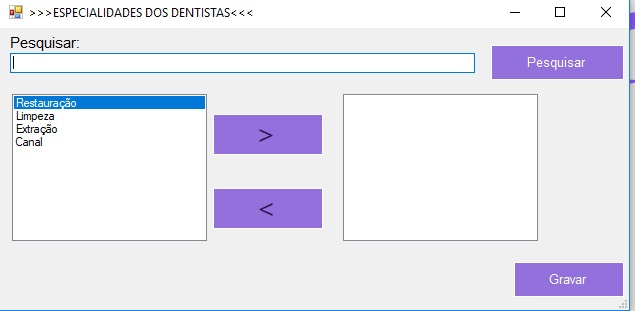 >>>ESPECIALIDADES DOS DENTISTAS<<<
Pesquisar:
Pesquisar
Restauração
Limpeza
Extração
Canal
>
<
Gravar